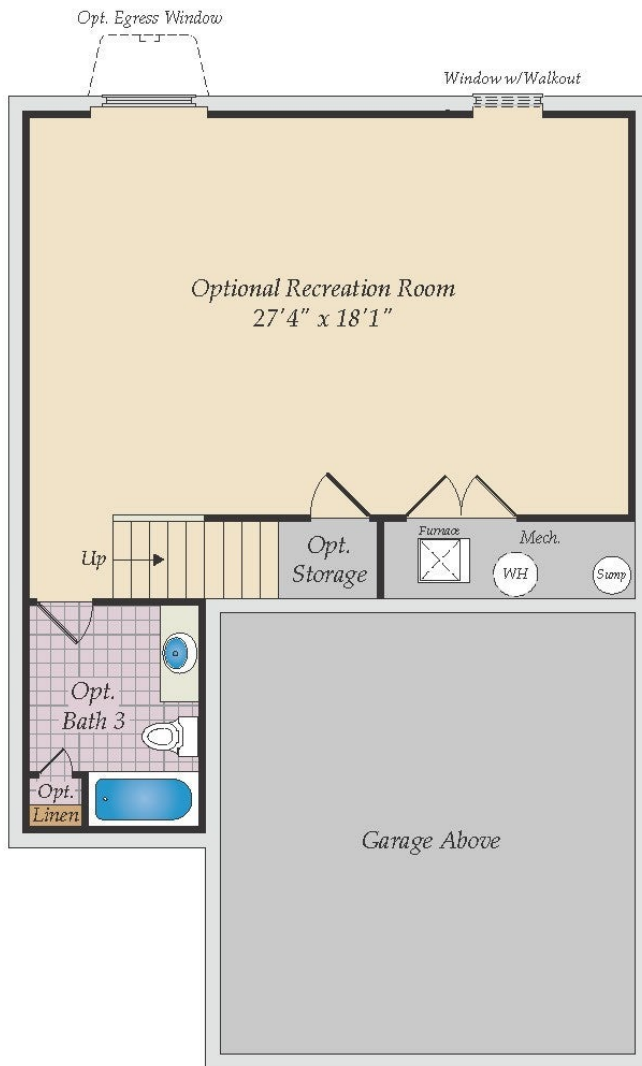 Opt. Egress Window
Window w/Walkout
Optional Recreation Room
27'4" x 18'1"
Up
Opt.
Storage
Furnace
Mech.
WH
Sump
Opt.
Bath 3
Opt.
Linen
Garage Above